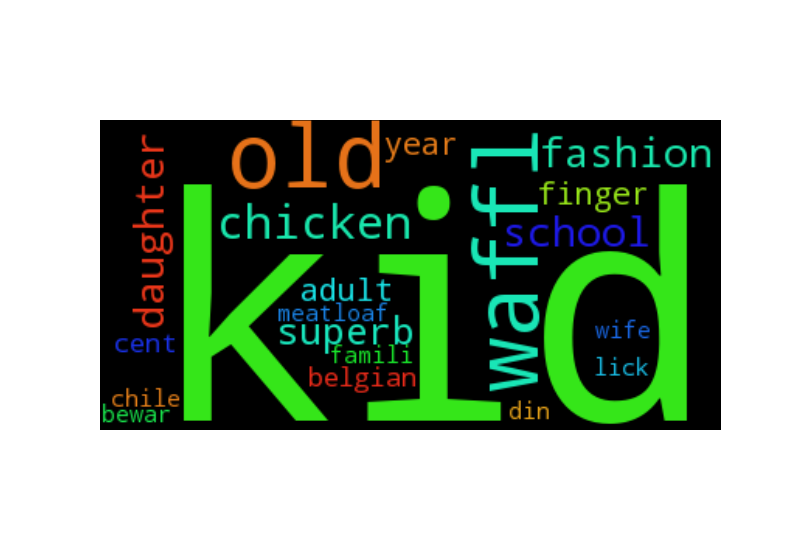 old
year
fashion
daughter
waffl
finger
chicken
school
kid
adult
meatloaf
superb
wife
cent
famili
lick
belgian
chile
din
bewar